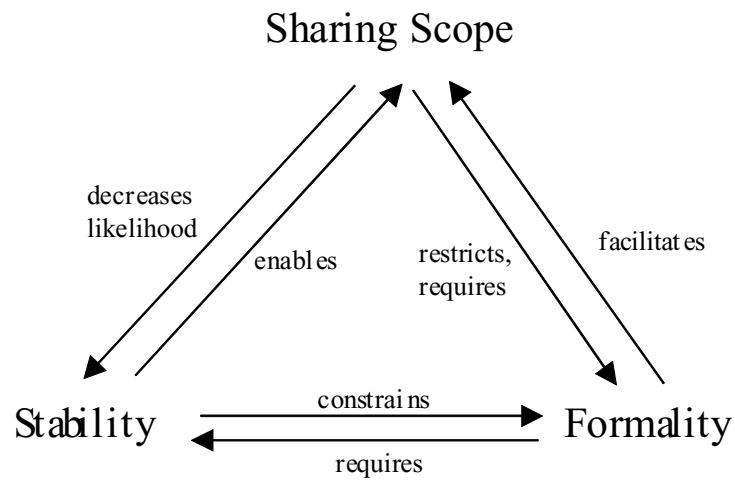 Sharing Scope
decreases
likelihood
enables
restricts,
requires
facilitates
constrains
Stability
Formality
requires